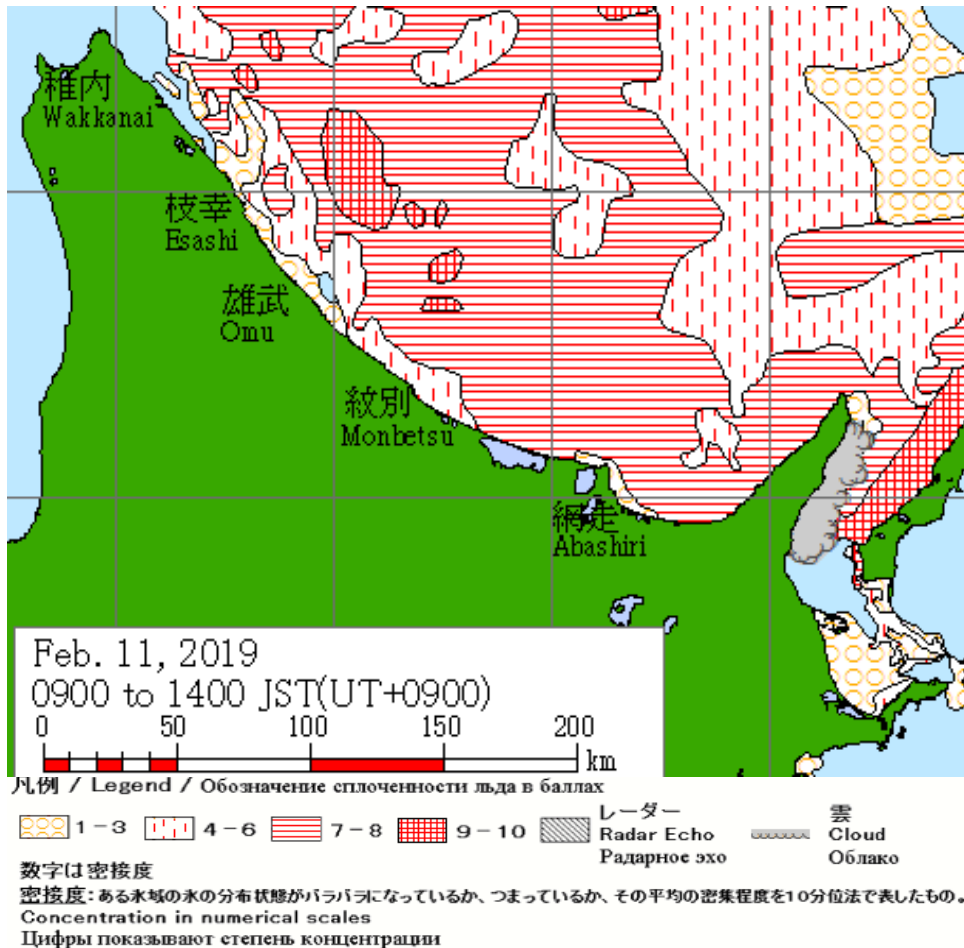 稚内
Wakkanai
枝幸
Esashi
雄武
Omu
紋別
Monbetsu
網走
Abashiri
Feb. 11, 2019
0900 to 1400 JST(UT+0900)
0 50 100 150 200
km
凡例 / Legend / Обозначение сплоченности льда в баллах
1-3 4-6 7-8 9-10
レーダー
Radar Echo
Радарное эхо
雲
Cloud
Облако
数字は密接度
密接度:ある氷域の氷の分布状態がバラバラになっているか、つまっているか、その平均の密集程度を10分位法で表したもの。
Concentration in numerical scales
Цифры показывают степень концентрации